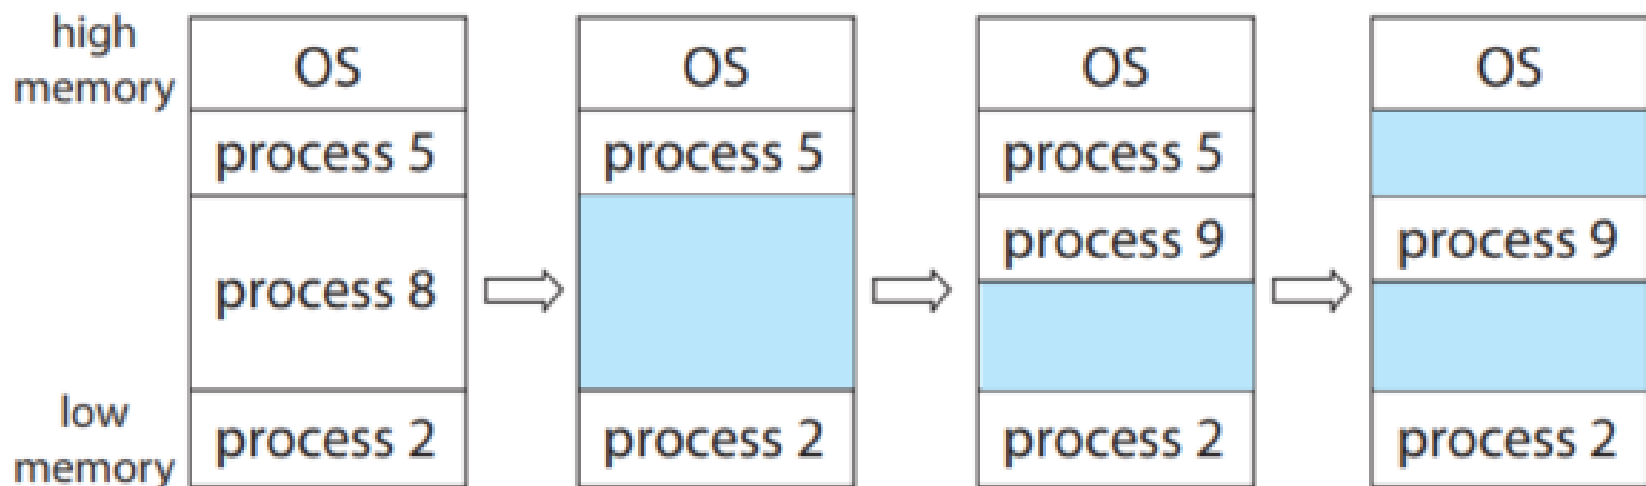 high
memory
OS
process 5
process 8
low
memory
process 2
OS
process 5
process 2
OS
process 5
process 9
process 2
OS
process 9
process 2